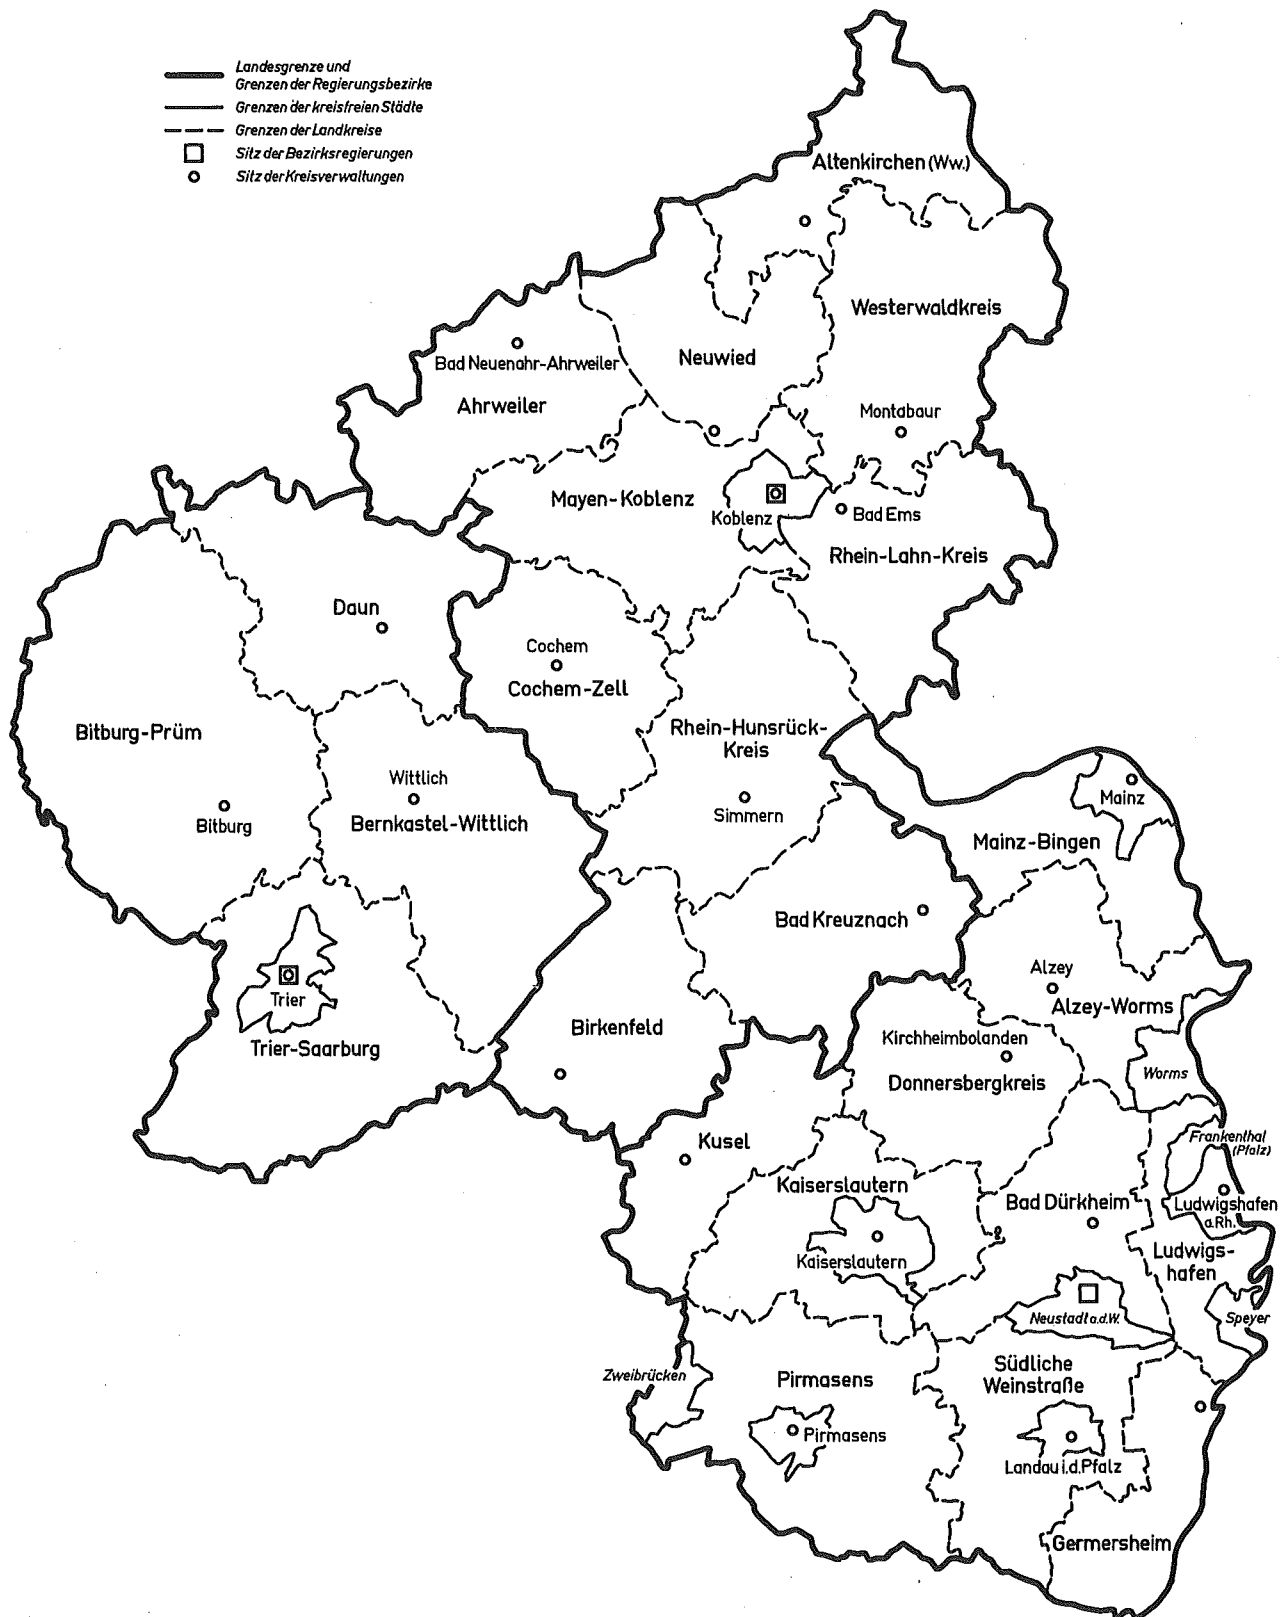 Landesgrenze und
Grenzen der Regierungsbezirke
Grenzen der kreisfreien Städte
Grenzen der Landkreise
Sitz der Bezirksregierungen
Sitz der Kreisverwaltungen
Altenkirchen (Ww.)
Westerwaldkreis
Neuwied
Bad Neuenahr-Ahrweiler
Ahrweiler
Montabaur
Mayen-Koblenz
Koblenz
Bad Ems
Rhein-Lahn-Kreis
Daun
Cochem
Cochem-Zell
Bitburg-Prüm
Rhein-Hunsrück-
Kreis
Wittlich
Bernkastel-Wittlich
Bitburg
Simmern
Mainz
Mainz-Bingen
Bad Kreuznach
Alzey
Alzey-Worms
Trier
Trier-Saarburg
Birkenfeld
Kirchheimbolanden
Donnersbergkreis
Worms
Kusel
Frankenthal
(Pfalz)
Kaiserslautern
Bad Dürkheim
Ludwigshafen
a.Rh.
Kaiserslautern
Ludwigs-
hafen
Neustadt a.d.W.
Speyer
Zweibrücken
Pirmasens
Südliche
Weinstraße
Pirmasens
Landau i.d.Pfalz
Germersheim